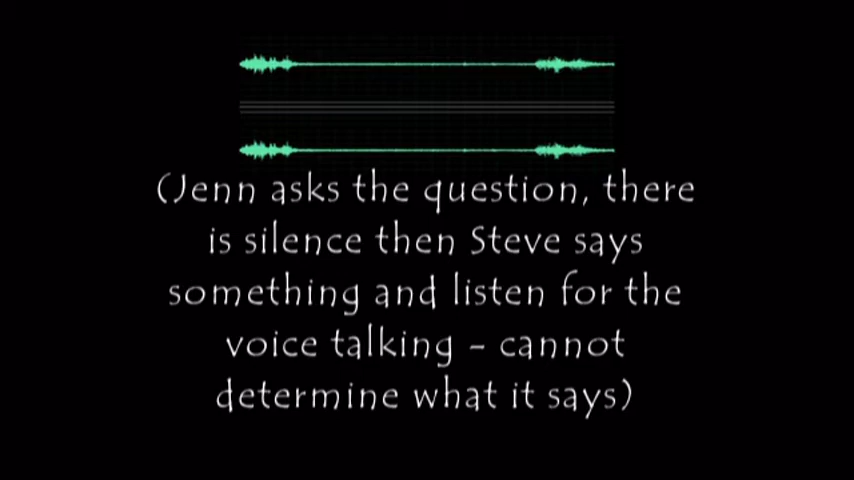 (Jenn asks the question, there
is silence then Steve says
something and listen for the
voice talking - cannot
determine what it says)